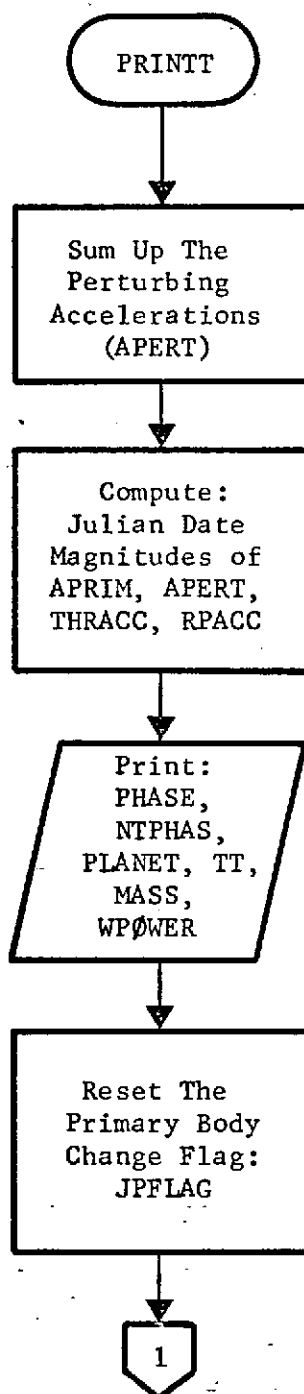 PRINTT
Sum Up The
Perturbing
Accelerations
(APERT)
Compute:
Julian Date
Magnitudes of
APRIM, APERT,
THRACC, RPACC
Print:
PHASE,
NTPHAS,
PLANET, TT,
MASS,
WPØWER
Reset The
Primary Body
Change Flag:
JPFLAG
1